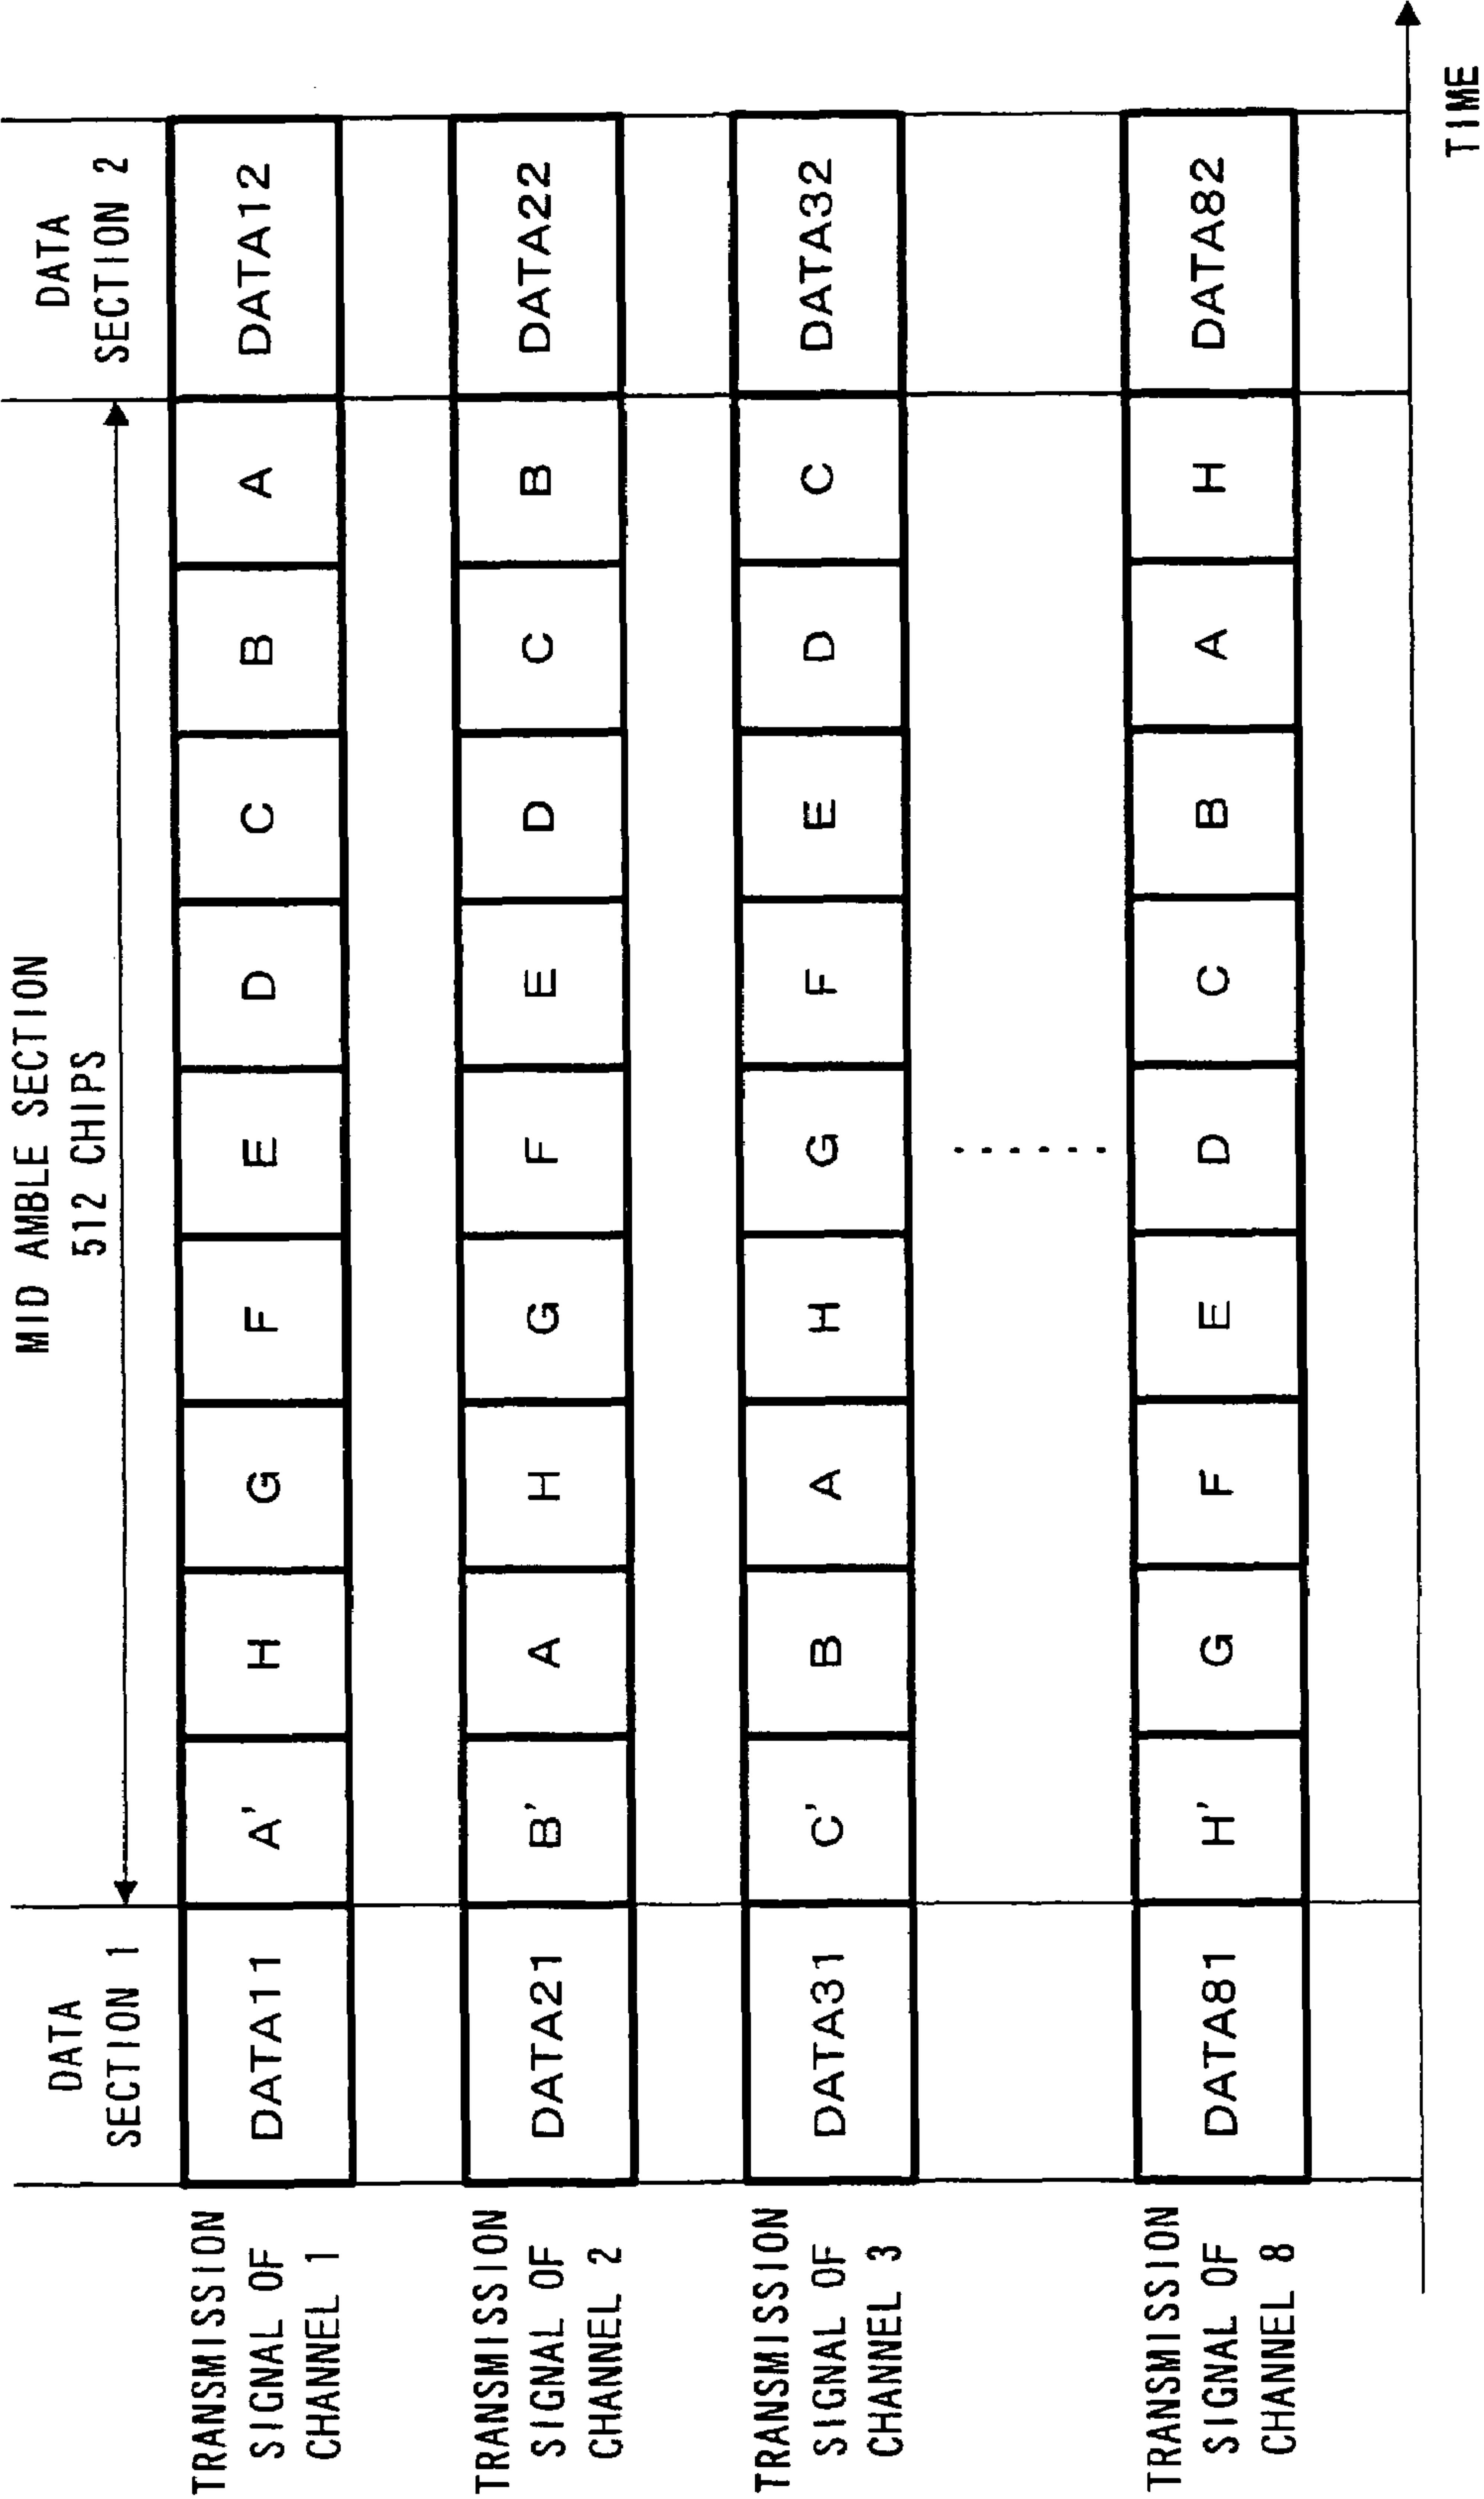 DATA
SECTION 1
MID AMBLE SECTION
512 CHIPS
DATA
SECTION 2
TRANSMISSION
SIGNAL OF
CHANNEL 1
DATA11 A' H G F E D C B A DATA12
TRANSMISSION
SIGNAL OF
CHANNEL 2
DATA21 B' A H G F E D C B DATA22
TRANSMISSION
SIGNAL OF
CHANNEL 3
DATA31 C' B A H G F E D C DATA32
......
TRANSMISSION
SIGNAL OF
CHANNEL 8
DATA81 H' G F E D C B A H DATA82
TIME